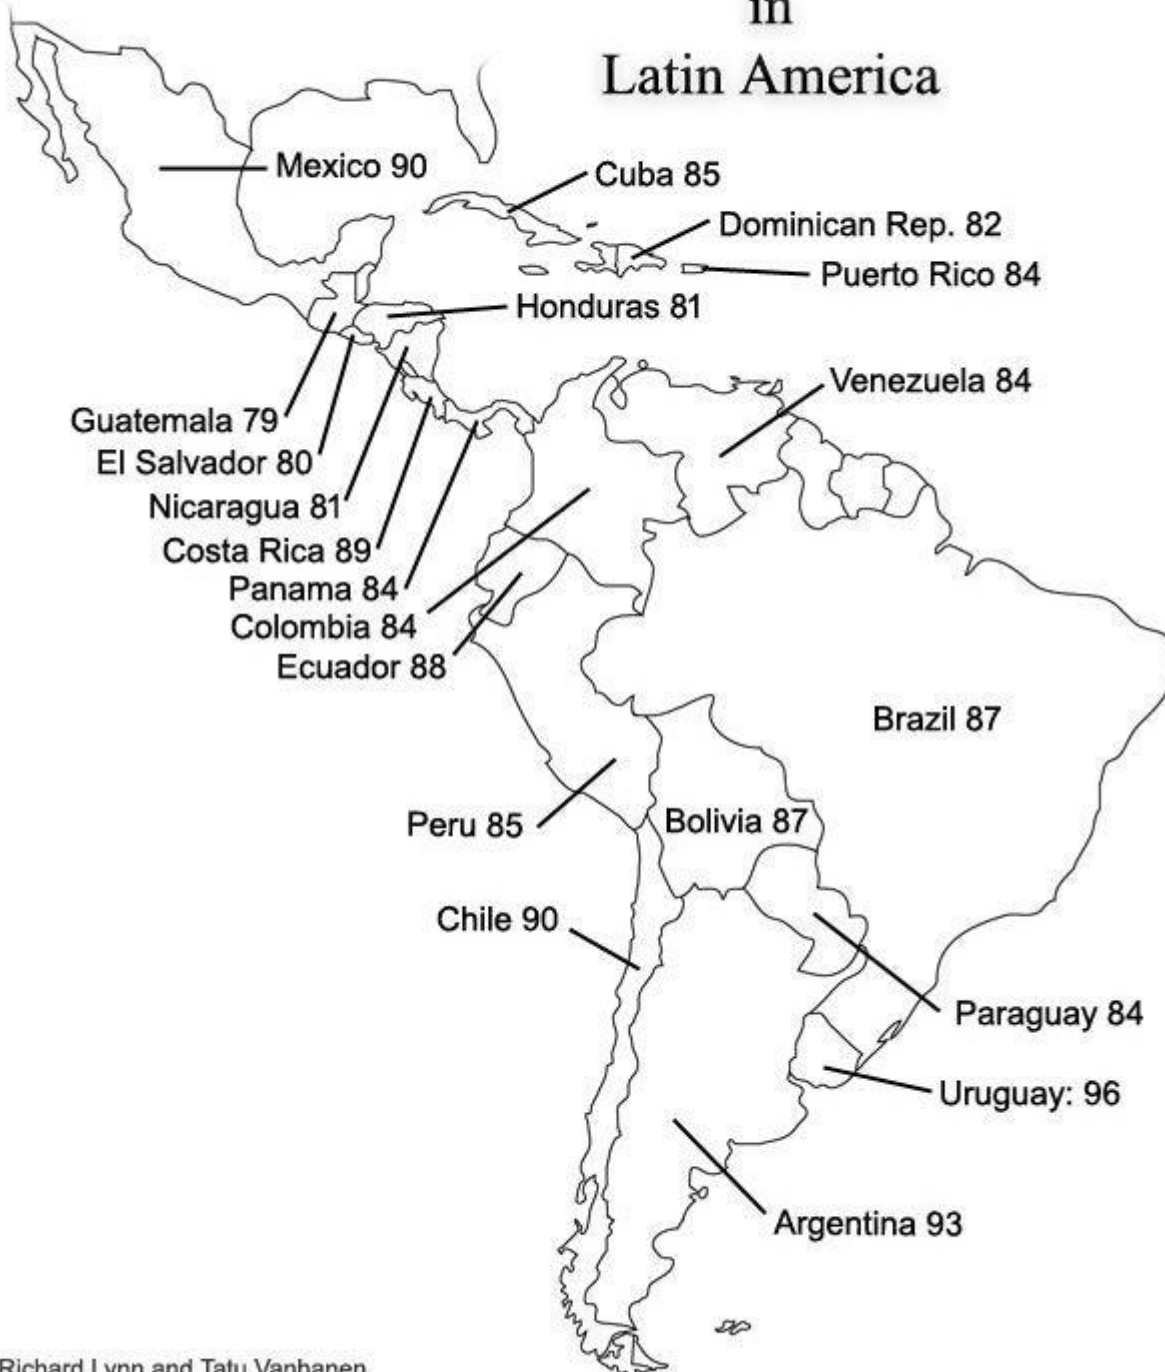 in
Latin America
Mexico 90
Cuba 85
Dominican Rep. 82
Puerto Rico 84
Honduras 81
Venezuela 84
Guatemala 79
El Salvador 80
Nicaragua 81
Costa Rica 89
Panama 84
Colombia 84
Ecuador 88
Brazil 87
Peru 85
Bolivia 87
Chile 90
Paraguay 84
Uruguay: 96
Argentina 93
Richard Lynn and Tatu Vanhanen